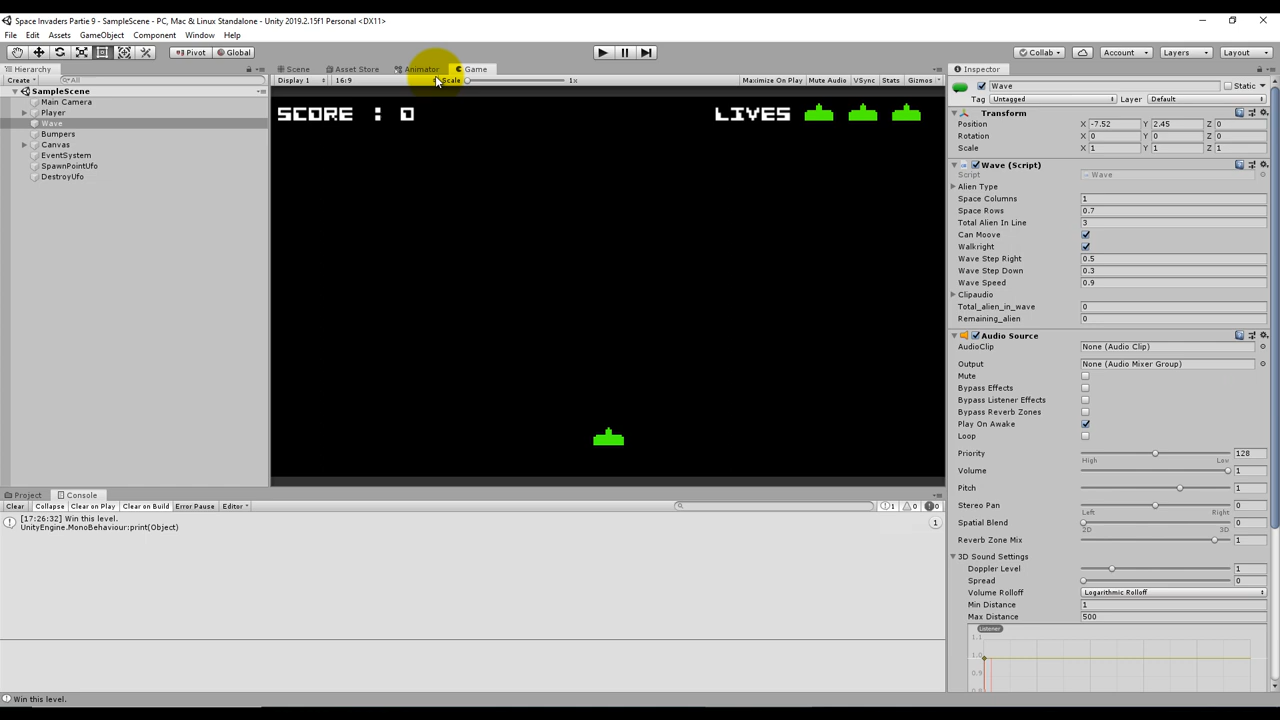 Space Invaders Partie 9 - SampleScene - PC, Mac & Linux Standalone - Unity 2019.2.15f1 Personal <DX11>
File Edit Assets GameObject Component Window Help
Pivot Global Collab Account Layers Layout
Hierarchy
Create All
SampleScene
Main Camera
Player
Wave
Bumpers
Canvas
EventSystem
SpawnPointUfo
DestroyUfo
Scene Asset Store Animator Game
Display 1 16:9 Scale 1x Maximize On Play Mute Audio VSync Stats Gizmos
SCORE : 0 LIVES
Project Console
Clear Collapse Clear on Play Clear on Build Error Pause Editor 1 0 0
[17:26:32] Win this level.
UnityEngine.MonoBehaviour:print(Object)
1
Win this level.
Inspector
Wave Static
Tag Untagged Layer Default
Transform
Position X -7.52 Y 2.45 Z 0
Rotation X 0 Y 0 Z 0
Scale X 1 Y 1 Z 1
Wave (Script)
Script Wave
Alien Type
Space Columns 1
Space Rows 0.7
Total Alien In Line 3
Can Moove
Walkright
Wave Step Right 0.5
Wave Step Down 0.3
Wave Speed 0.9
Clipaudio
Total_alien_in_wave 0
Remaining_alien 0
Audio Source
AudioClip None (Audio Clip)
Output None (Audio Mixer Group)
Mute
Bypass Effects
Bypass Listener Effects
Bypass Reverb Zones
Play On Awake
Loop
Priority 128
High Low
Volume 1
Pitch 1
Stereo Pan 0
Left Right
Spatial Blend 0
2D 3D
Reverb Zone Mix 1
3D Sound Settings
Doppler Level 1
Spread 0
Volume Rolloff Logarithmic Rolloff
Min Distance 1
Max Distance 500
Listener
1.1
1.0
0.9